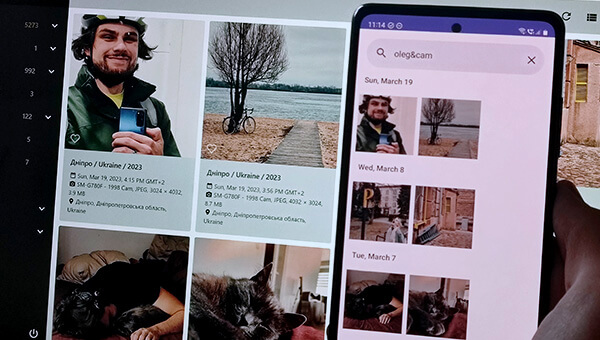 5273
1
992
3
122
5
7
Дніпро / Ukraine / 2023
Sun, Mar 19, 2023, 4:15 PM GMT+2
SM-G780F - 1998 Cam, JPEG, 3024 × 4032,
3.9 MB
Дніпро, Дніпропетровська область,
Ukraine
Дніпро / Ukraine / 2023
Sun, Mar 19, 2023, 3:56 PM GMT+2
SM-G780F - 1998 Cam, JPEG, 3024 × 4032,
8.7 MB
Дніпро, Дніпропетровська область,
Ukraine
11:14
oleg&cam
Sun, March 19
Wed, March 8
P
Tue, March 7